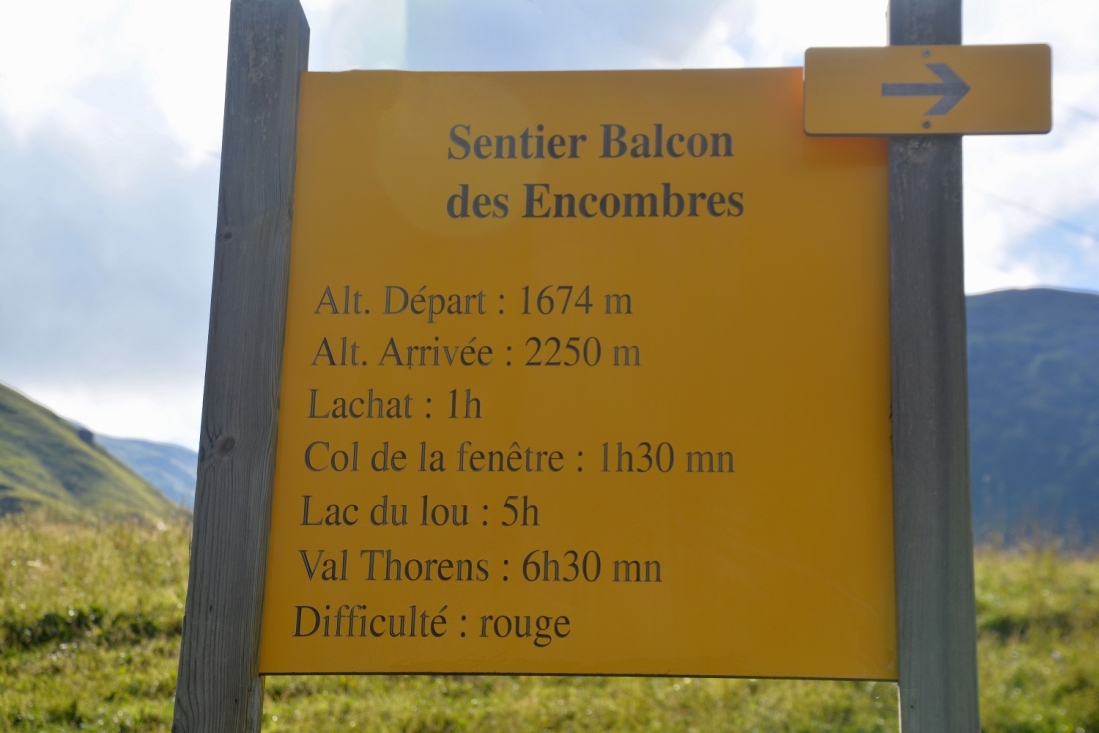 Sentier Balcon
des Encombres
Alt. Départ : 1674 m
Alt. Arrivée : 2250 m
Lachat : 1h
Col de la fenêtre : 1h30 mn
Lac du lou : 5h
Val Thorens : 6h30 mn
Difficulté : rouge